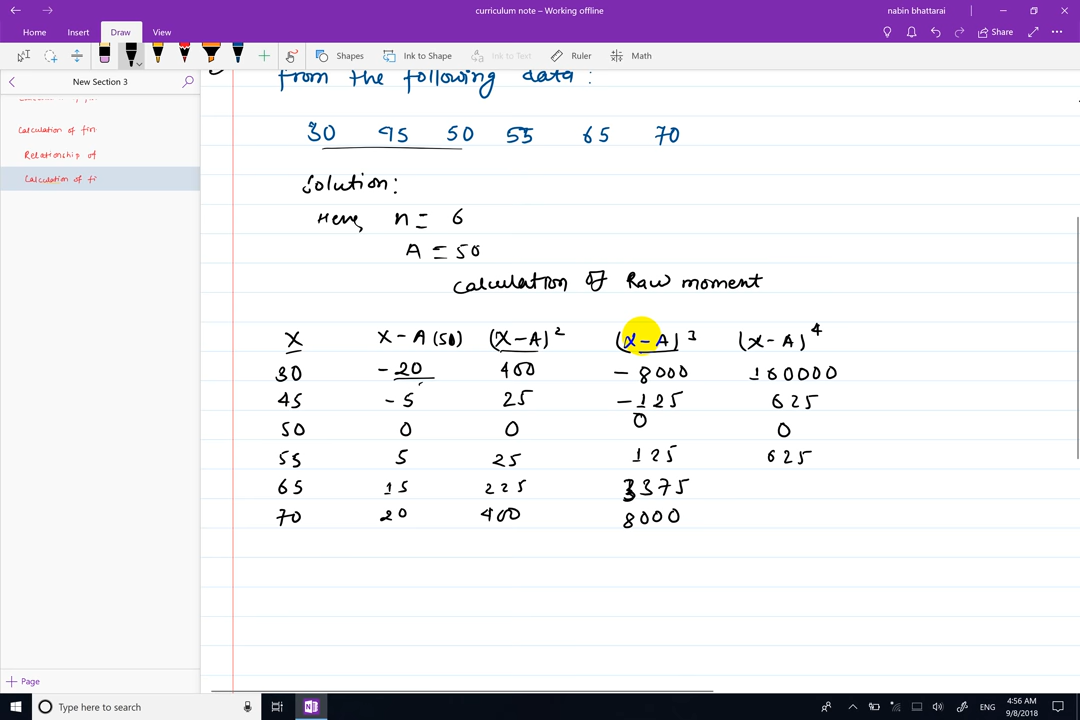 curriculum note – Working offline
nabin bhattarai
Home Insert Draw View
Share
Shapes Ink to Shape Ink to Text Ruler Math
New Section 3
Calculation of fin
Relationship of
Calculation of fi
from the following data :
30 45 50 55 65 70
Solution:
Here, n = 6
A = 50
calculation of Raw moment
X X - A (50) (X - A)² (X - A)³ (X - A)⁴
30 - 20 400 - 8000 160000
45 - 5 25 - 125 625
50 0 0 0 0
55 5 25 125 625
65 15 225 3375
70 20 400 8000
+ Page
Type here to search
ENG
4:56 AM
9/8/2018